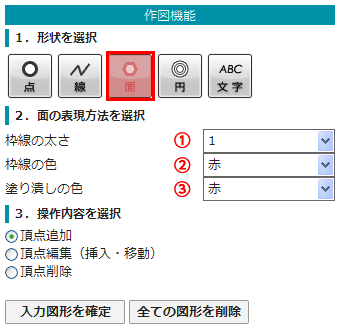 作図機能
1．形状を選択
点 線 面 円 ABC 文字
2．面の表現方法を選択
枠線の太さ ① 1
枠線の色 ② 赤
塗り潰しの色 ③ 赤
3．操作内容を選択
頂点追加
頂点編集（挿入・移動）
頂点削除
入力図形を確定 全ての図形を削除